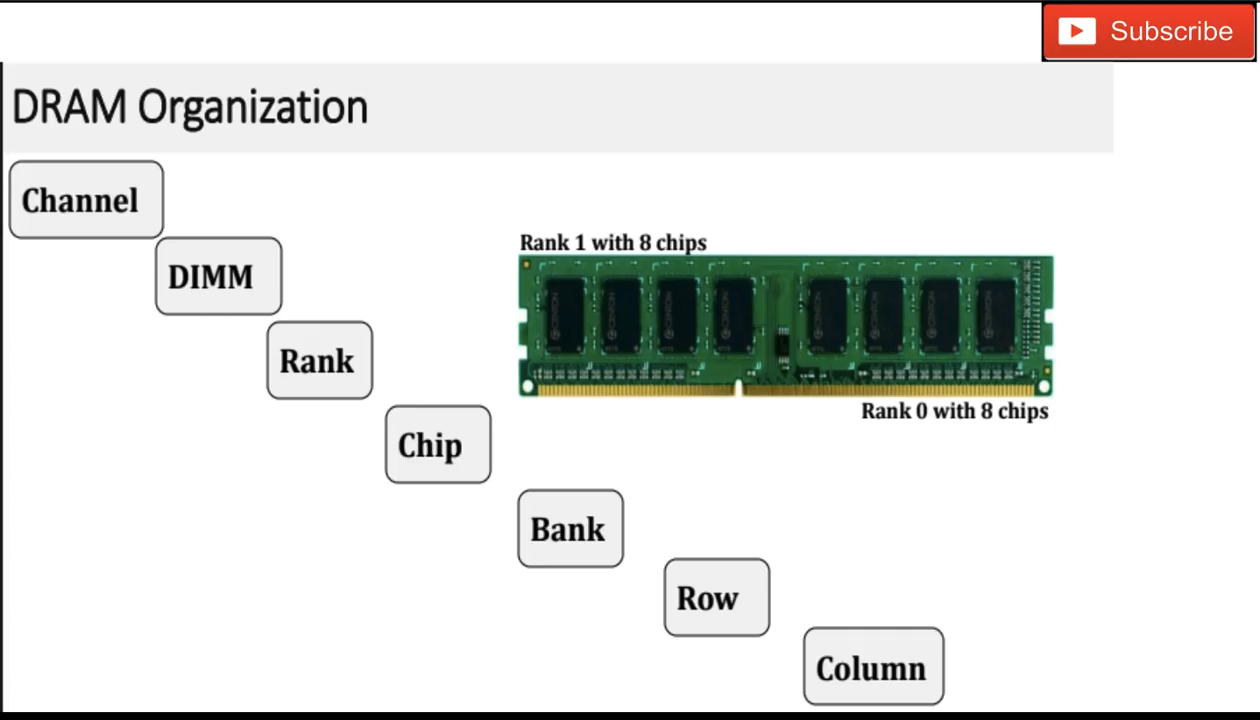 Subscribe
DRAM Organization
Channel
DIMM
Rank
Chip
Bank
Row
Column
Rank 1 with 8 chips
Rank 0 with 8 chips